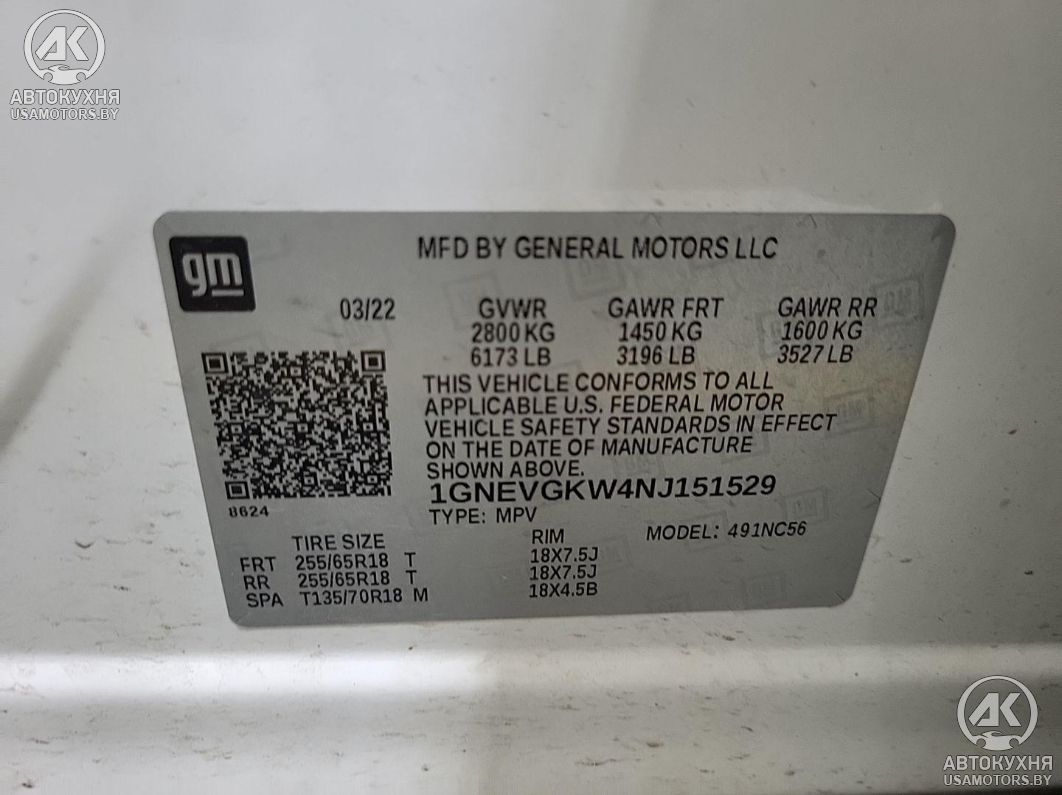 AK
АВТОКУХНЯ
USAMOTORS.BY
gm
MFD BY GENERAL MOTORS LLC
03/22 GVWR GAWR FRT GAWR RR
2800 KG 1450 KG 1600 KG
6173 LB 3196 LB 3527 LB
THIS VEHICLE CONFORMS TO ALL
APPLICABLE U.S. FEDERAL MOTOR
VEHICLE SAFETY STANDARDS IN EFFECT
ON THE DATE OF MANUFACTURE
SHOWN ABOVE.
1GNEVGKW4NJ151529
8624
TYPE: MPV MODEL: 491NC56
TIRE SIZE RIM
FRT 255/65R18 T 18X7.5J
RR 255/65R18 T 18X7.5J
SPA T135/70R18 M 18X4.5B
AK
АВТОКУХНЯ
USAMOTORS.BY